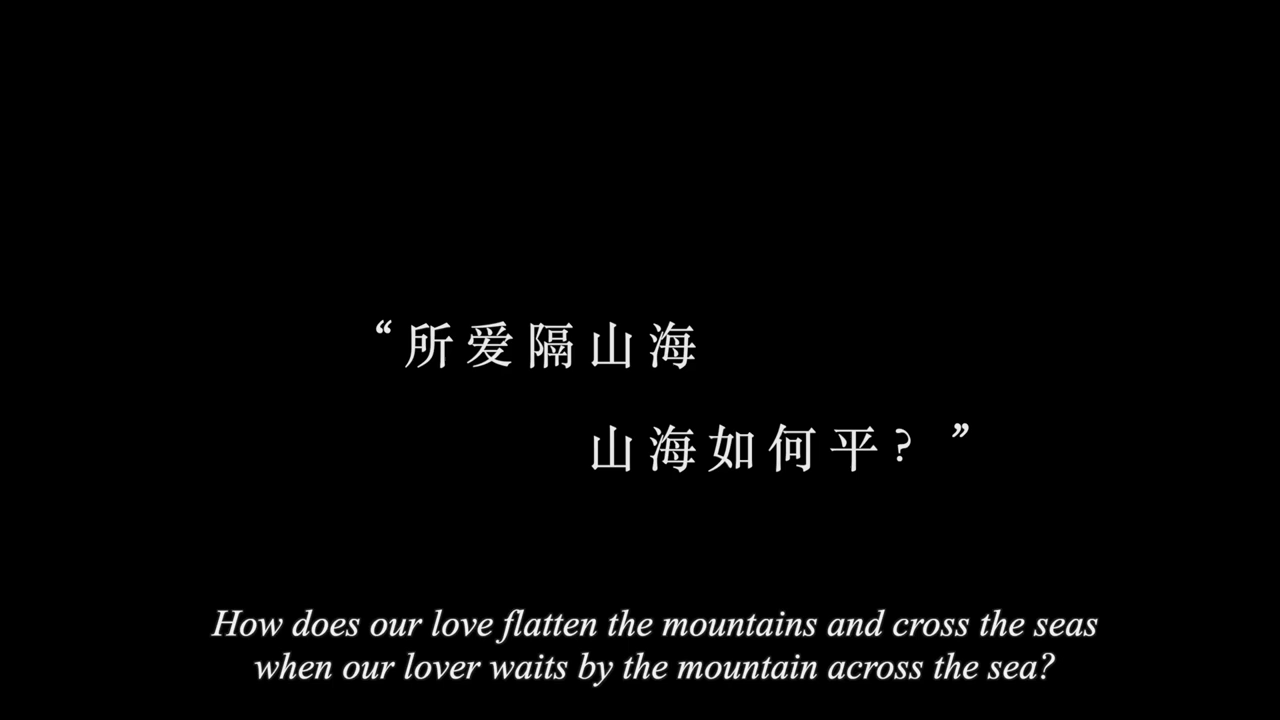 “所爱隔山海
山海如何平？”
How does our love flatten the mountains and cross the seas
when our lover waits by the mountain across the sea?